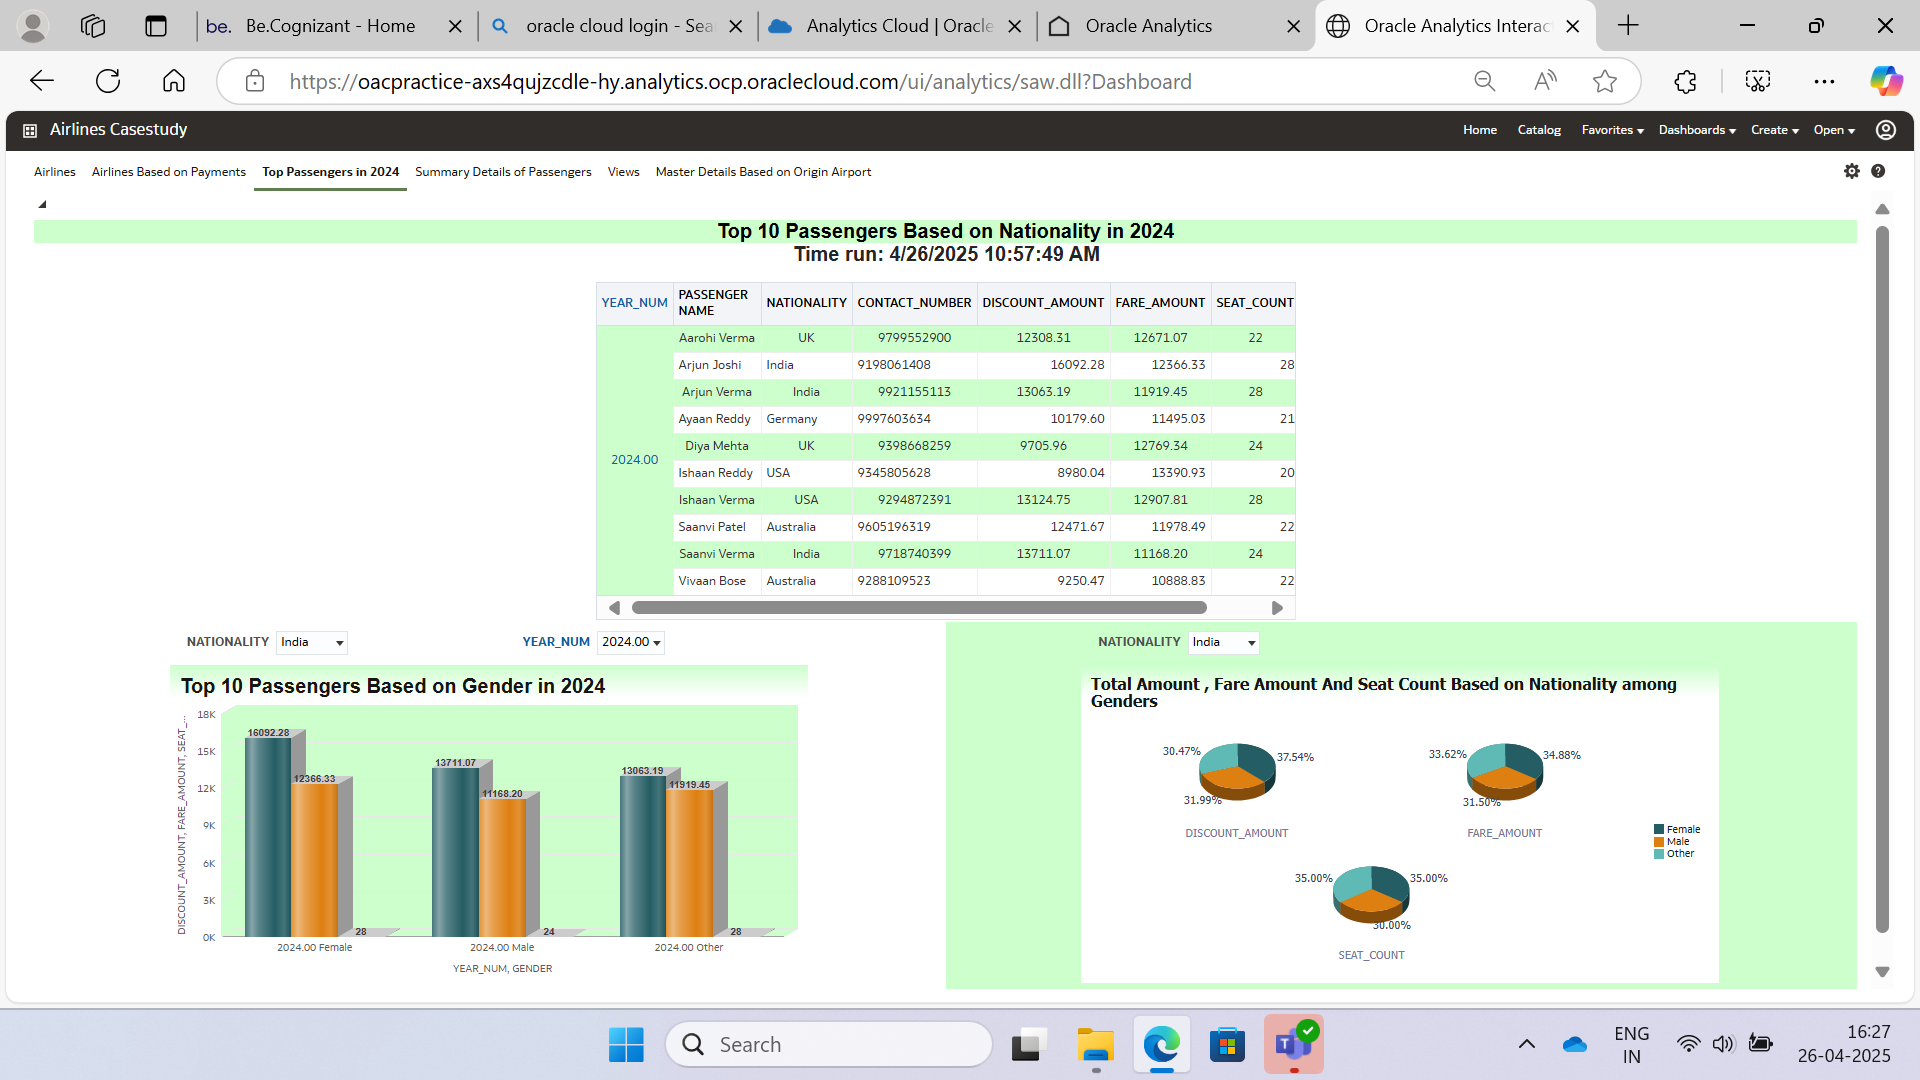 be. Be.Cognizant - Home
oracle cloud login - Sea
Analytics Cloud | Oracle
Oracle Analytics
Oracle Analytics Interac
https://oacpractice-axs4qujzcdle-hy.analytics.ocp.oraclecloud.com/ui/analytics/saw.dll?Dashboard
Airlines Casestudy
Home Catalog Favorites Dashboards Create Open
Airlines Airlines Based on Payments Top Passengers in 2024 Summary Details of Passengers Views Master Details Based on Origin Airport
Top 10 Passengers Based on Nationality in 2024
Time run: 4/26/2025 10:57:49 AM
YEAR_NUM PASSENGER NAME NATIONALITY CONTACT_NUMBER DISCOUNT_AMOUNT FARE_AMOUNT SEAT_COUNT
2024.00
Aarohi Verma UK 9799552900 12308.31 12671.07 22
Arjun Joshi India 9198061408 16092.28 12366.33 28
Arjun Verma India 9921155113 13063.19 11919.45 28
Ayaan Reddy Germany 9997603634 10179.60 11495.03 21
Diya Mehta UK 9398668259 9705.96 12769.34 24
Ishaan Reddy USA 9345805628 8980.04 13390.93 20
Ishaan Verma USA 9294872391 13124.75 12907.81 28
Saanvi Patel Australia 9605196319 12471.67 11978.49 22
Saanvi Verma India 9718740399 13711.07 11168.20 24
Vivaan Bose Australia 9288109523 9250.47 10888.83 22
NATIONALITY India YEAR_NUM 2024.00
Top 10 Passengers Based on Gender in 2024
DISCOUNT_AMOUNT, FARE_AMOUNT, SEAT_...
18K
15K
12K
9K
6K
3K
0K
16092.28
12366.33
28
13711.07
11168.20
24
13063.19
11919.45
28
2024.00 Female 2024.00 Male 2024.00 Other
YEAR_NUM, GENDER
NATIONALITY India
Total Amount , Fare Amount And Seat Count Based on Nationality among
Genders
30.47% 37.54%
31.99%
DISCOUNT_AMOUNT
33.62% 34.88%
31.50%
FARE_AMOUNT
35.00% 35.00%
30.00%
SEAT_COUNT
Female
Male
Other
Search
ENG
IN
16:27
26-04-2025